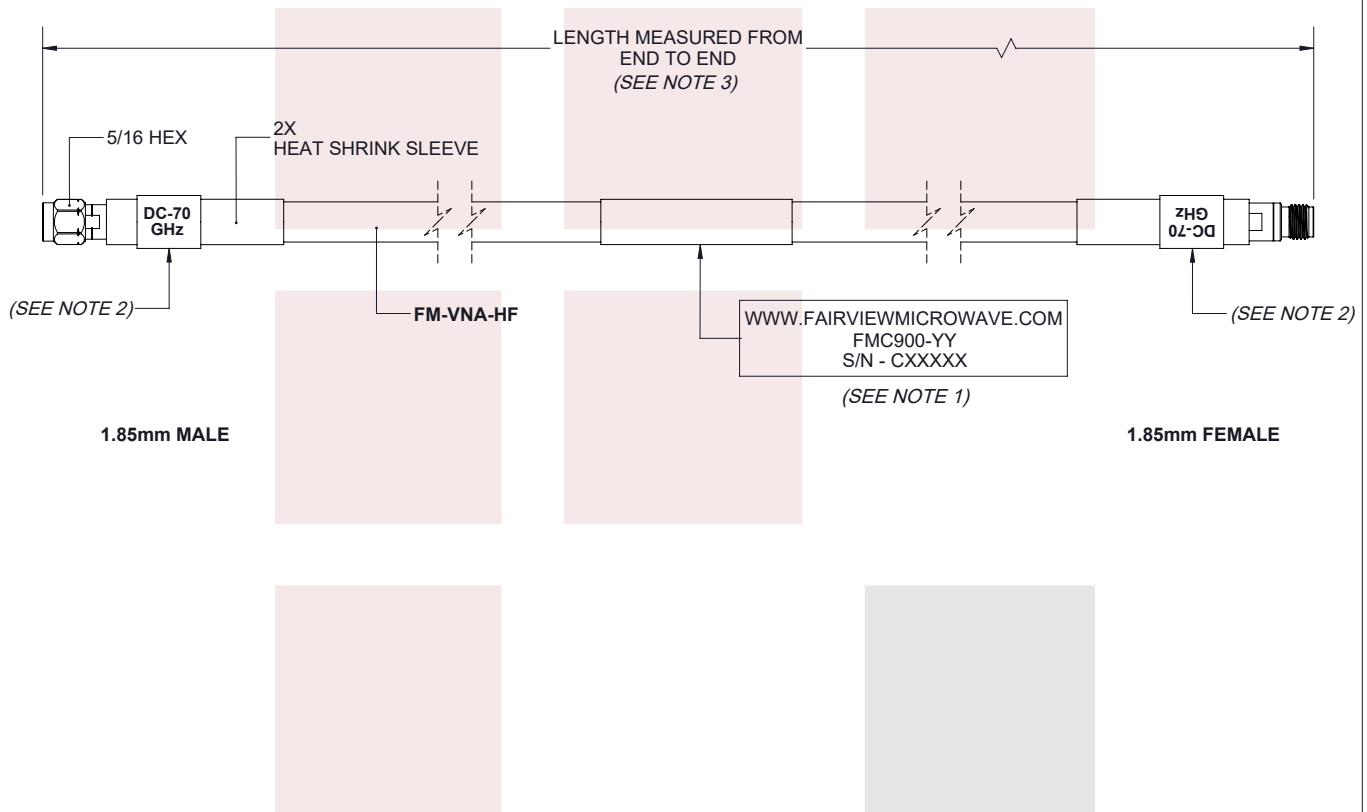 LENGTH MEASURED FROM
END TO END
(SEE NOTE 3)
5/16 HEX
2X
HEAT SHRINK SLEEVE
DC-70
GHz
DC-70
GHz
(SEE NOTE 2)
FM-VNA-HF
WWW.FAIRVIEWMICROWAVE.COM
FMC900-YY
S/N - CXXXXX
(SEE NOTE 1)
(SEE NOTE 2)
1.85mm MALE
1.85mm FEMALE